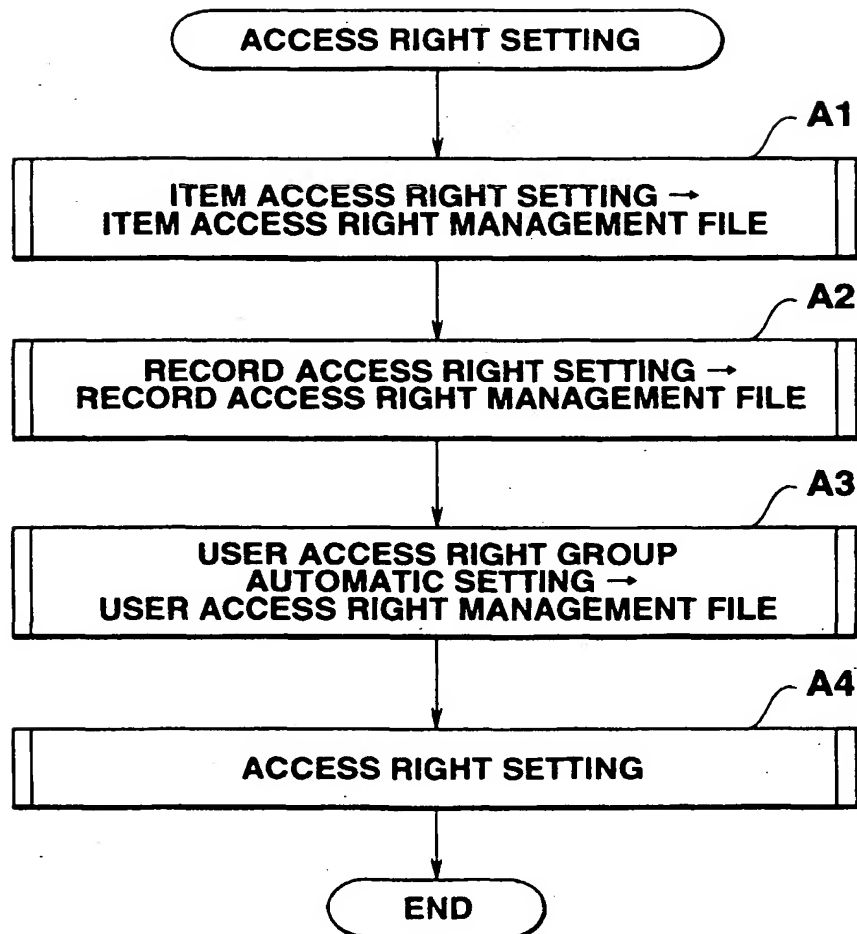 ACCESS RIGHT SETTING
A1
ITEM ACCESS RIGHT SETTING →
ITEM ACCESS RIGHT MANAGEMENT FILE
A2
RECORD ACCESS RIGHT SETTING →
RECORD ACCESS RIGHT MANAGEMENT FILE
A3
USER ACCESS RIGHT GROUP
AUTOMATIC SETTING →
USER ACCESS RIGHT MANAGEMENT FILE
A4
ACCESS RIGHT SETTING
END